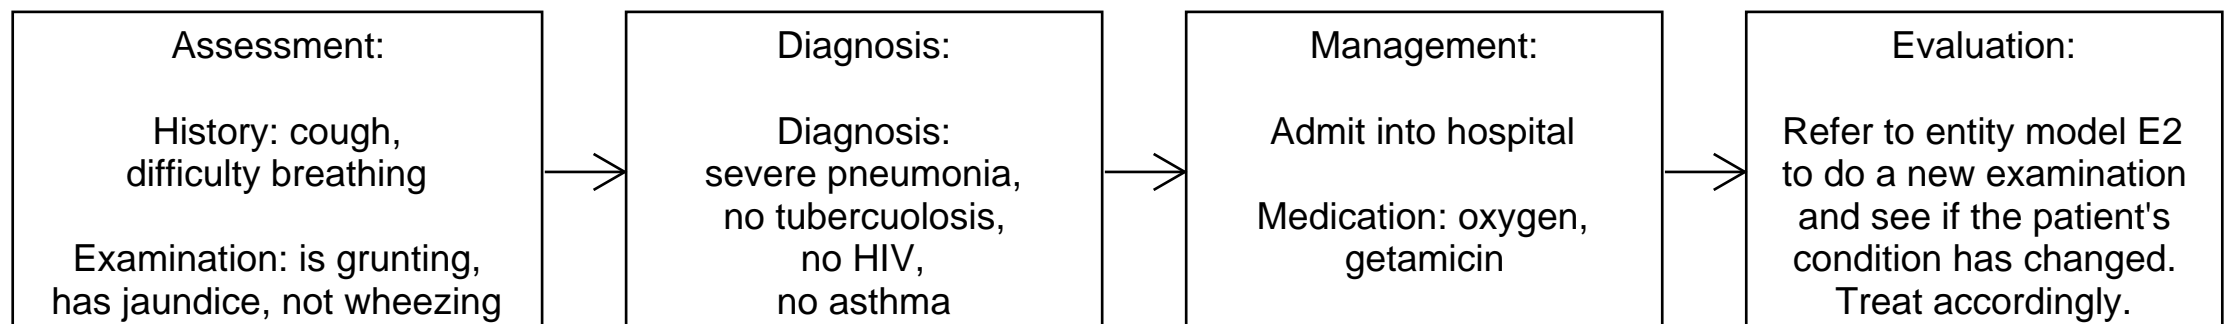 Assessment:
History: cough,
difficulty breathing
Examination: is grunting,
has jaundice, not wheezing
Diagnosis:
Diagnosis:
severe pneumonia,
no tubercuolosis,
no HIV,
no asthma
Management:
Admit into hospital
Medication: oxygen,
getamicin
Evaluation:
Refer to entity model E2
to do a new examination
and see if the patient's
condition has changed.
Treat accordingly.